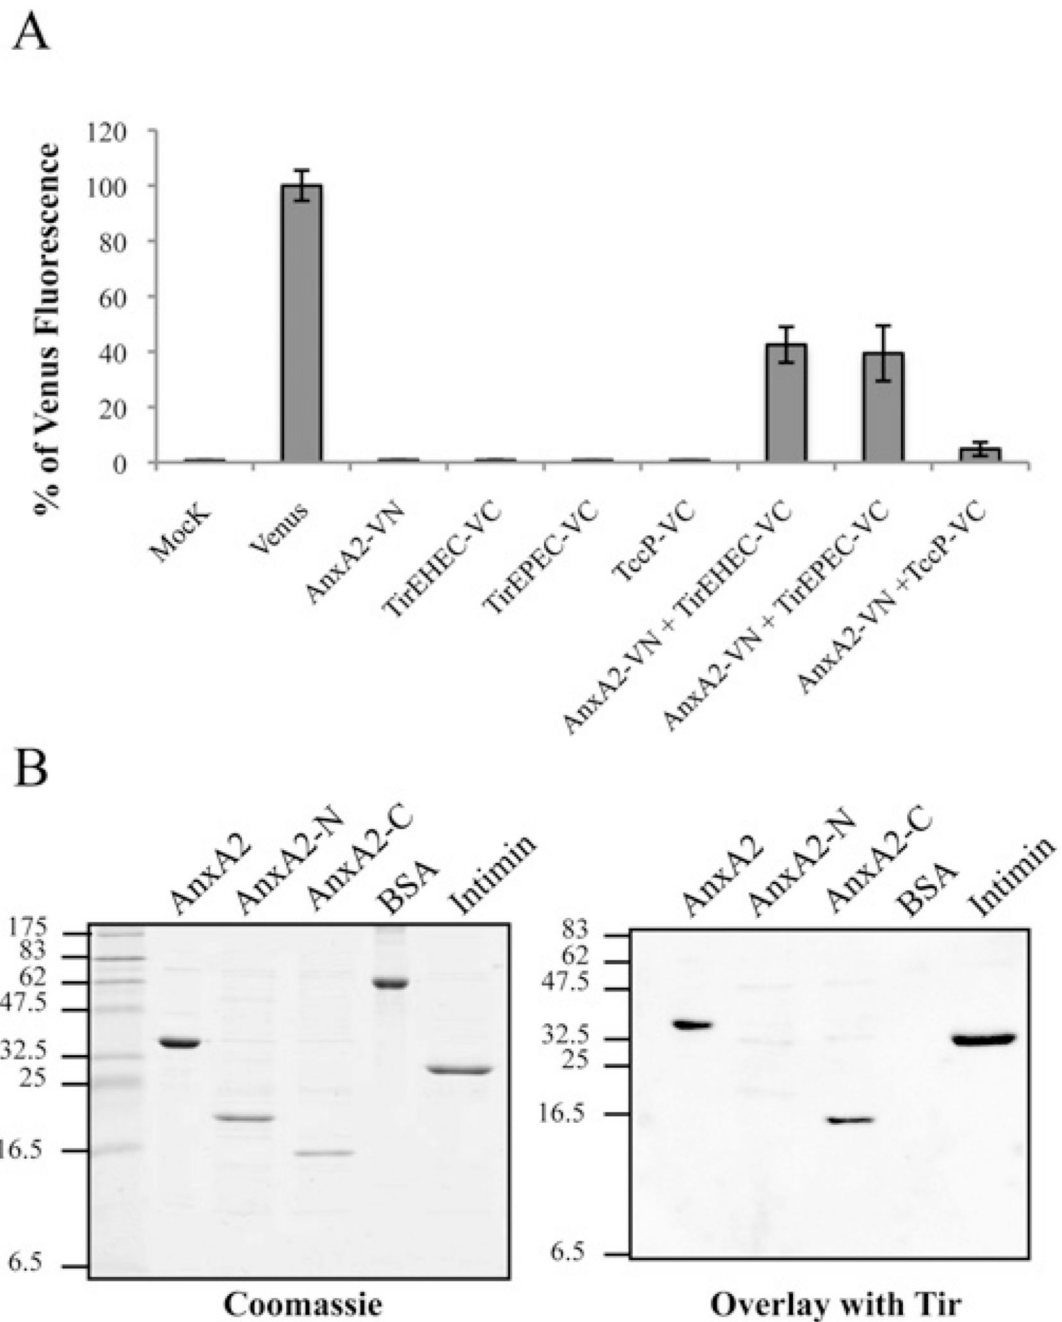 A
% of Venus Fluorescence
120
100
80
60
40
20
0
MocK
Venus
AnxA2-VN
TirEHEC-VC
TirEPEC-VC
TccP-VC
AnxA2-VN + TirEHEC-VC
AnxA2-VN + TirEPEC-VC
AnxA2-VN +TccP-VC
B
AnxA2
AnxA2-N
AnxA2-C
BSA
Intimin
175
83
62
47.5
32.5
25
16.5
6.5
Coomassie
AnxA2
AnxA2-N
AnxA2-C
BSA
Intimin
83
62
47.5
32.5
25
16.5
6.5
Overlay with Tir